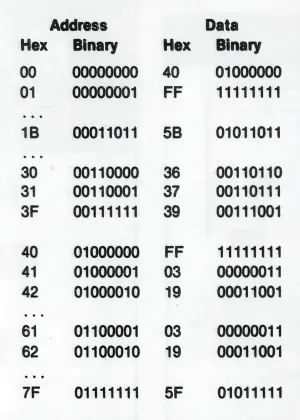 Address Data
Hex Binary Hex Binary
00 00000000 40 01000000
01 00000001 FF 11111111
...
1B 00011011 5B 01011011
...
30 00110000 36 00110110
31 00110001 37 00110111
3F 00111111 39 00111001
40 01000000 FF 11111111
41 01000001 03 00000011
42 01000010 19 00011001
...
61 01100001 03 00000011
62 01100010 19 00011001
...
7F 01111111 5F 01011111